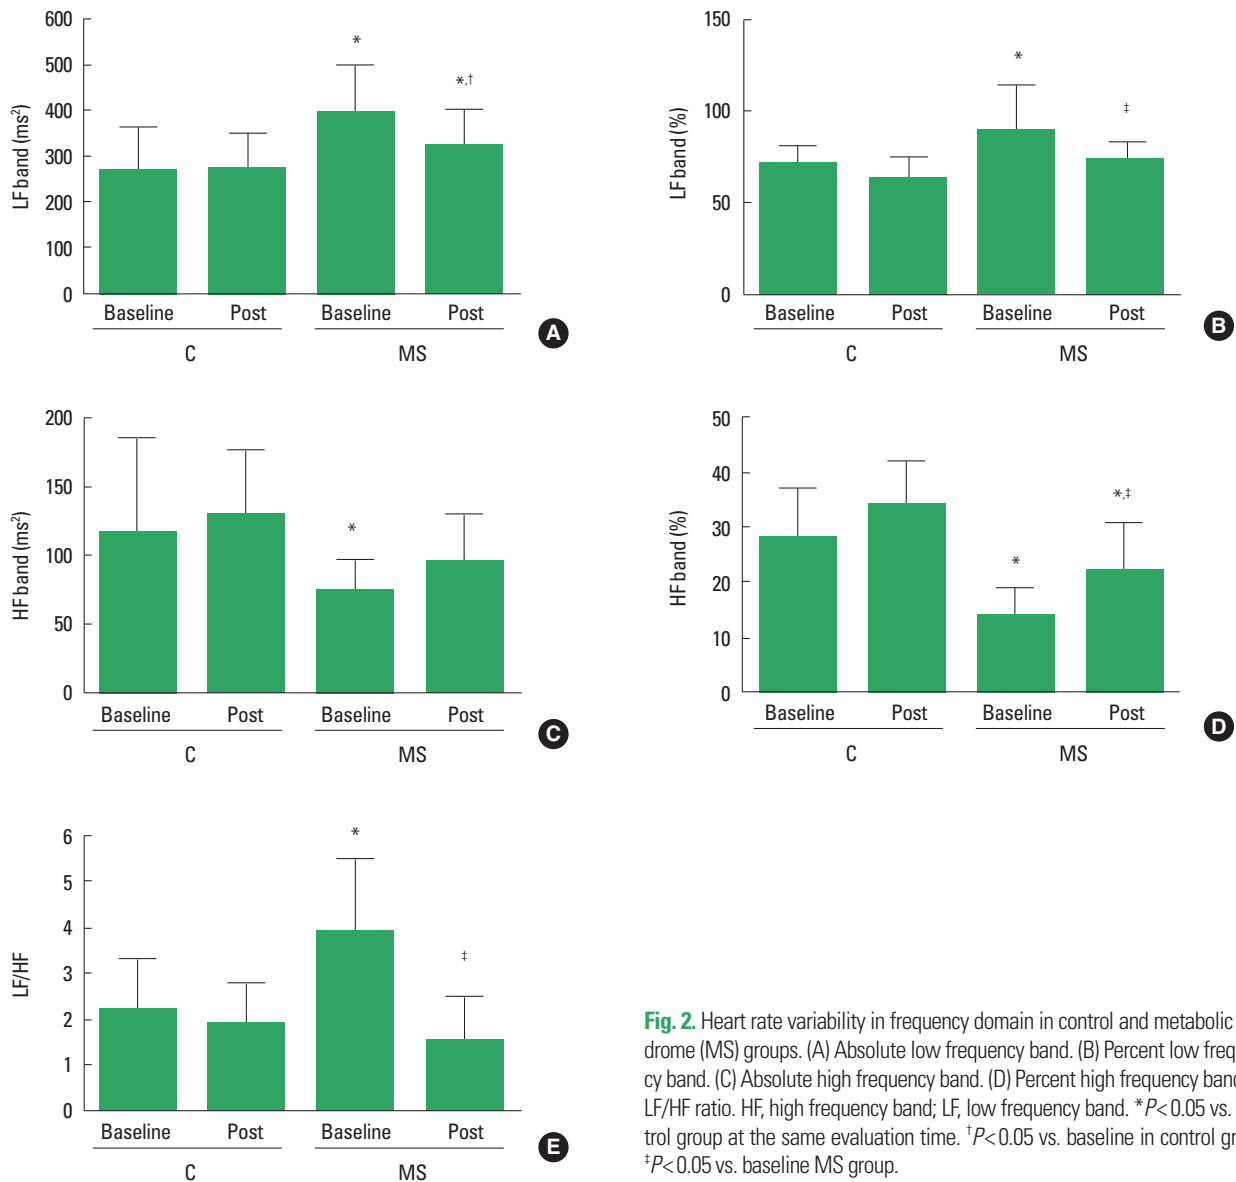 600
500
400
300
200
100
0
LF band (ms²)
*
*,†
Baseline Post Baseline Post
C MS
A
150
100
50
0
LF band (%)
*
‡
Baseline Post Baseline Post
C MS
B
200
150
100
50
0
HF band (ms²)
*
Baseline Post Baseline Post
C MS
C
50
40
30
20
10
0
HF band (%)
*
*,‡
Baseline Post Baseline Post
C MS
D
6
5
4
3
2
1
0
LF/HF
*
‡
Baseline Post Baseline Post
C MS
E
Fig. 2. Heart rate variability in frequency domain in control and metabolic
drome (MS) groups. (A) Absolute low frequency band. (B) Percent low freq
cy band. (C) Absolute high frequency band. (D) Percent high frequency band
LF/HF ratio. HF, high frequency band; LF, low frequency band. *P<0.05 vs.
trol group at the same evaluation time. †P<0.05 vs. baseline in control gr
‡P<0.05 vs. baseline MS group.